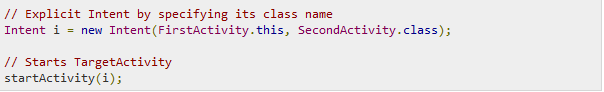 // Explicit Intent by specifying its class name
Intent i = new Intent(FirstActivity.this, SecondActivity.class);
// Starts TargetActivity
startActivity(i);